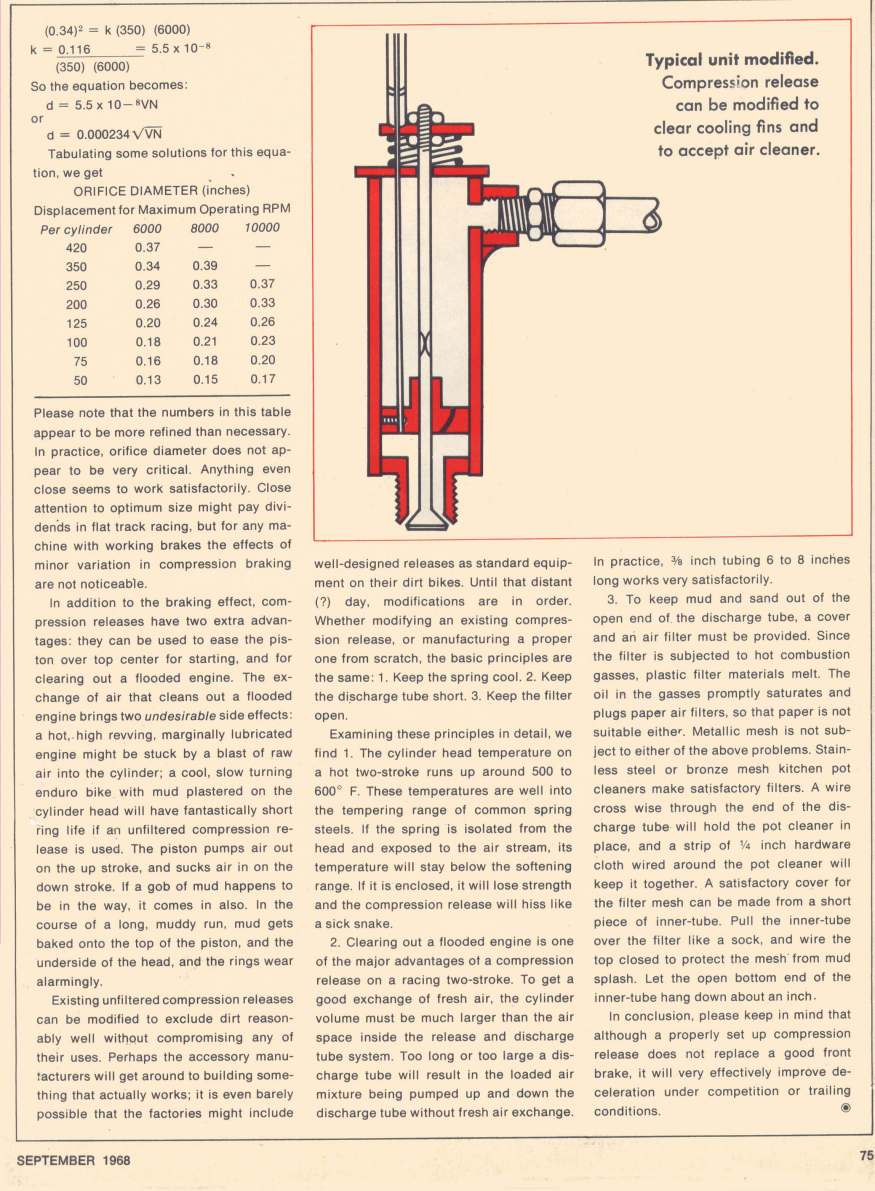 (0.34)² = k (350) (6000)
k = 0.116 = 5.5 x 10⁻⁸
(350) (6000)
So the equation becomes:
d = 5.5 x 10−⁸VN
or
d = 0.000234 √VN
Tabulating some solutions for this equa-
tion, we get
ORIFICE DIAMETER (inches)
Displacement for Maximum Operating RPM
Per cylinder 6000 8000 10000
420 0.37 — —
350 0.34 0.39 —
250 0.29 0.33 0.37
200 0.26 0.30 0.33
125 0.20 0.24 0.26
100 0.18 0.21 0.23
75 0.16 0.18 0.20
50 0.13 0.15 0.17
Please note that the numbers in this table
appear to be more refined than necessary.
In practice, orifice diameter does not ap-
pear to be very critical. Anything even
close seems to work satisfactorily. Close
attention to optimum size might pay divi-
dends in flat track racing, but for any ma-
chine with working brakes the effects of
minor variation in compression braking
are not noticeable.
In addition to the braking effect, com-
pression releases have two extra advan-
tages: they can be used to ease the pis-
ton over top center for starting, and for
clearing out a flooded engine. The ex-
change of air that cleans out a flooded
engine brings two undesirable side effects:
a hot, high revving, marginally lubricated
engine might be stuck by a blast of raw
air into the cylinder; a cool, slow turning
enduro bike with mud plastered on the
cylinder head will have fantastically short
ring life if an unfiltered compression re-
lease is used. The piston pumps air out
on the up stroke, and sucks air in on the
down stroke. If a gob of mud happens to
be in the way, it comes in also. In the
course of a long, muddy run, mud gets
baked onto the top of the piston, and the
underside of the head, and the rings wear
alarmingly.
Existing unfiltered compression releases
can be modified to exclude dirt reason-
ably well without compromising any of
their uses. Perhaps the accessory manu-
facturers will get around to building some-
thing that actually works; it is even barely
possible that the factories might include
Typical unit modified.
Compression release
can be modified to
clear cooling fins and
to accept air cleaner.
well-designed releases as standard equip-
ment on their dirt bikes. Until that distant
(?) day, modifications are in order.
Whether modifying an existing compres-
sion release, or manufacturing a proper
one from scratch, the basic principles are
the same: 1. Keep the spring cool. 2. Keep
the discharge tube short. 3. Keep the filter
open.
Examining these principles in detail, we
find 1. The cylinder head temperature on
a hot two-stroke runs up around 500 to
600° F. These temperatures are well into
the tempering range of common spring
steels. If the spring is isolated from the
head and exposed to the air stream, its
temperature will stay below the softening
range. If it is enclosed, it will lose strength
and the compression release will hiss like
a sick snake.
2. Clearing out a flooded engine is one
of the major advantages of a compression
release on a racing two-stroke. To get a
good exchange of fresh air, the cylinder
volume must be much larger than the air
space inside the release and discharge
tube system. Too long or too large a dis-
charge tube will result in the loaded air
mixture being pumped up and down the
discharge tube without fresh air exchange.
In practice, ⅜ inch tubing 6 to 8 inches
long works very satisfactorily.
3. To keep mud and sand out of the
open end of the discharge tube, a cover
and an air filter must be provided. Since
the filter is subjected to hot combustion
gasses, plastic filter materials melt. The
oil in the gasses promptly saturates and
plugs paper air filters, so that paper is not
suitable either. Metallic mesh is not sub-
ject to either of the above problems. Stain-
less steel or bronze mesh kitchen pot
cleaners make satisfactory filters. A wire
cross wise through the end of the dis-
charge tube will hold the pot cleaner in
place, and a strip of ¼ inch hardware
cloth wired around the pot cleaner will
keep it together. A satisfactory cover for
the filter mesh can be made from a short
piece of inner-tube. Pull the inner-tube
over the filter like a sock, and wire the
top closed to protect the mesh from mud
splash. Let the open bottom end of the
inner-tube hang down about an inch.
In conclusion, please keep in mind that
although a properly set up compression
release does not replace a good front
brake, it will very effectively improve de-
celeration under competition or trailing
conditions.
SEPTEMBER 1968
75